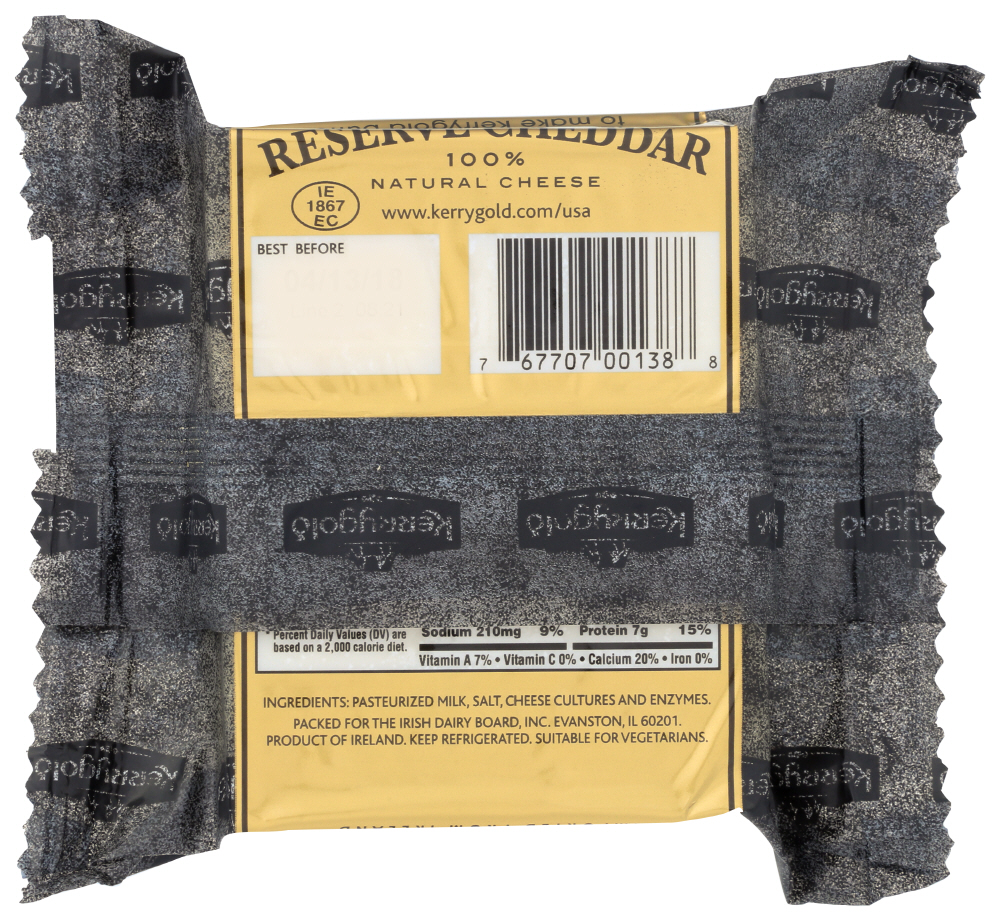 to make Kerrygold
RESERVE CHEDDAR
100%
NATURAL CHEESE
IE
1867
EC
www.kerrygold.com/usa
BEST BEFORE
7 67707 00138 8
Kerrygold
Kerrygold
Kerrygold
Kerrygold
* Percent Daily Values (DV) are
based on a 2,000 calorie diet.
Sodium 210mg 9% Protein 7g 15%
Vitamin A 7% • Vitamin C 0% • Calcium 20% • Iron 0%
INGREDIENTS: PASTEURIZED MILK, SALT, CHEESE CULTURES AND ENZYMES.
PACKED FOR THE IRISH DAIRY BOARD, INC. EVANSTON, IL 60201.
PRODUCT OF IRELAND. KEEP REFRIGERATED. SUITABLE FOR VEGETARIANS.
Kerrygold